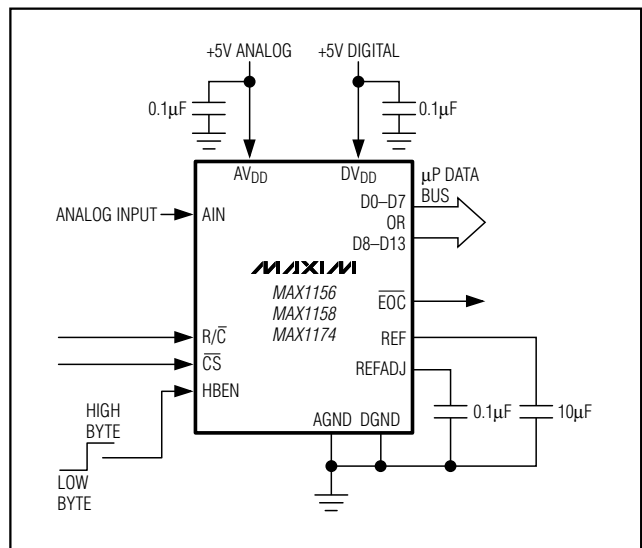 +5V ANALOG +5V DIGITAL
0.1µF 0.1µF
AVDD DVDD
µP DATA
BUS
D0–D7
OR
D8–D13
ANALOG INPUT AIN
MAXIM
MAX1156
MAX1158
MAX1174
EOC
R/C
REF
CS
REFADJ
HBEN
HIGH
BYTE
0.1µF 10µF
AGND DGND
LOW
BYTE